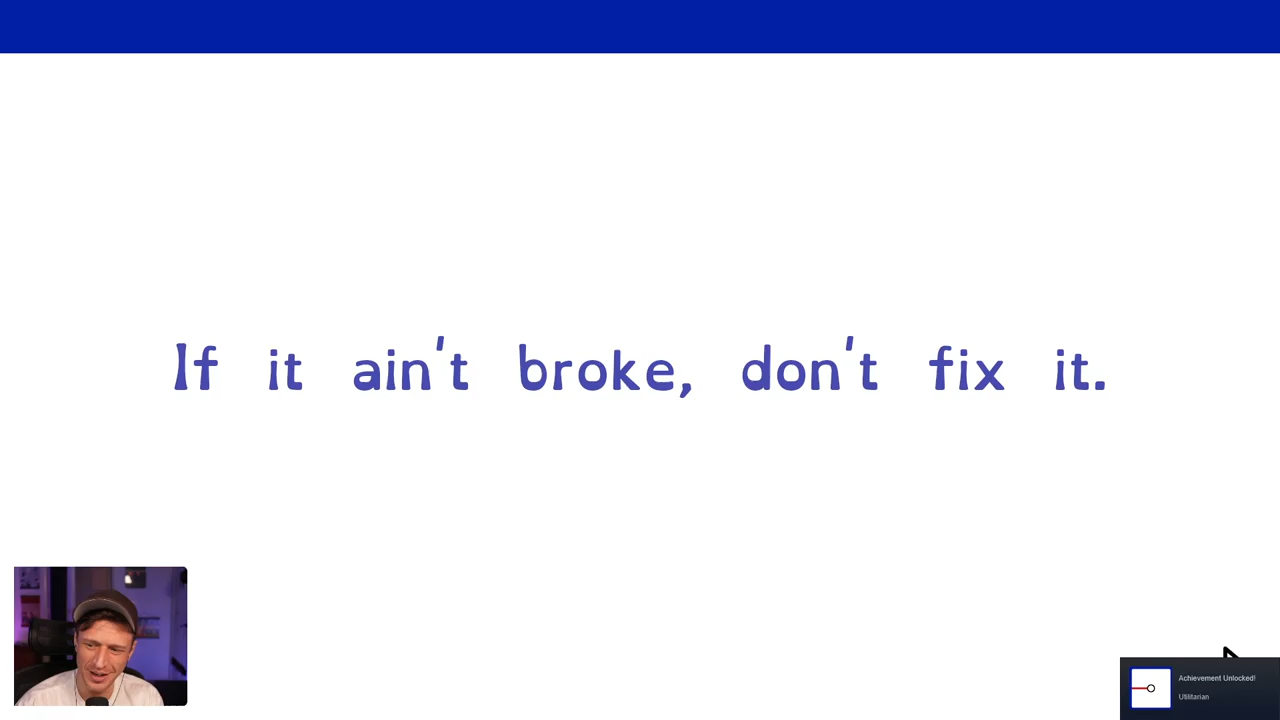 If it ain't broke, don't fix it.
Achievement Unlocked!
Utilitarian